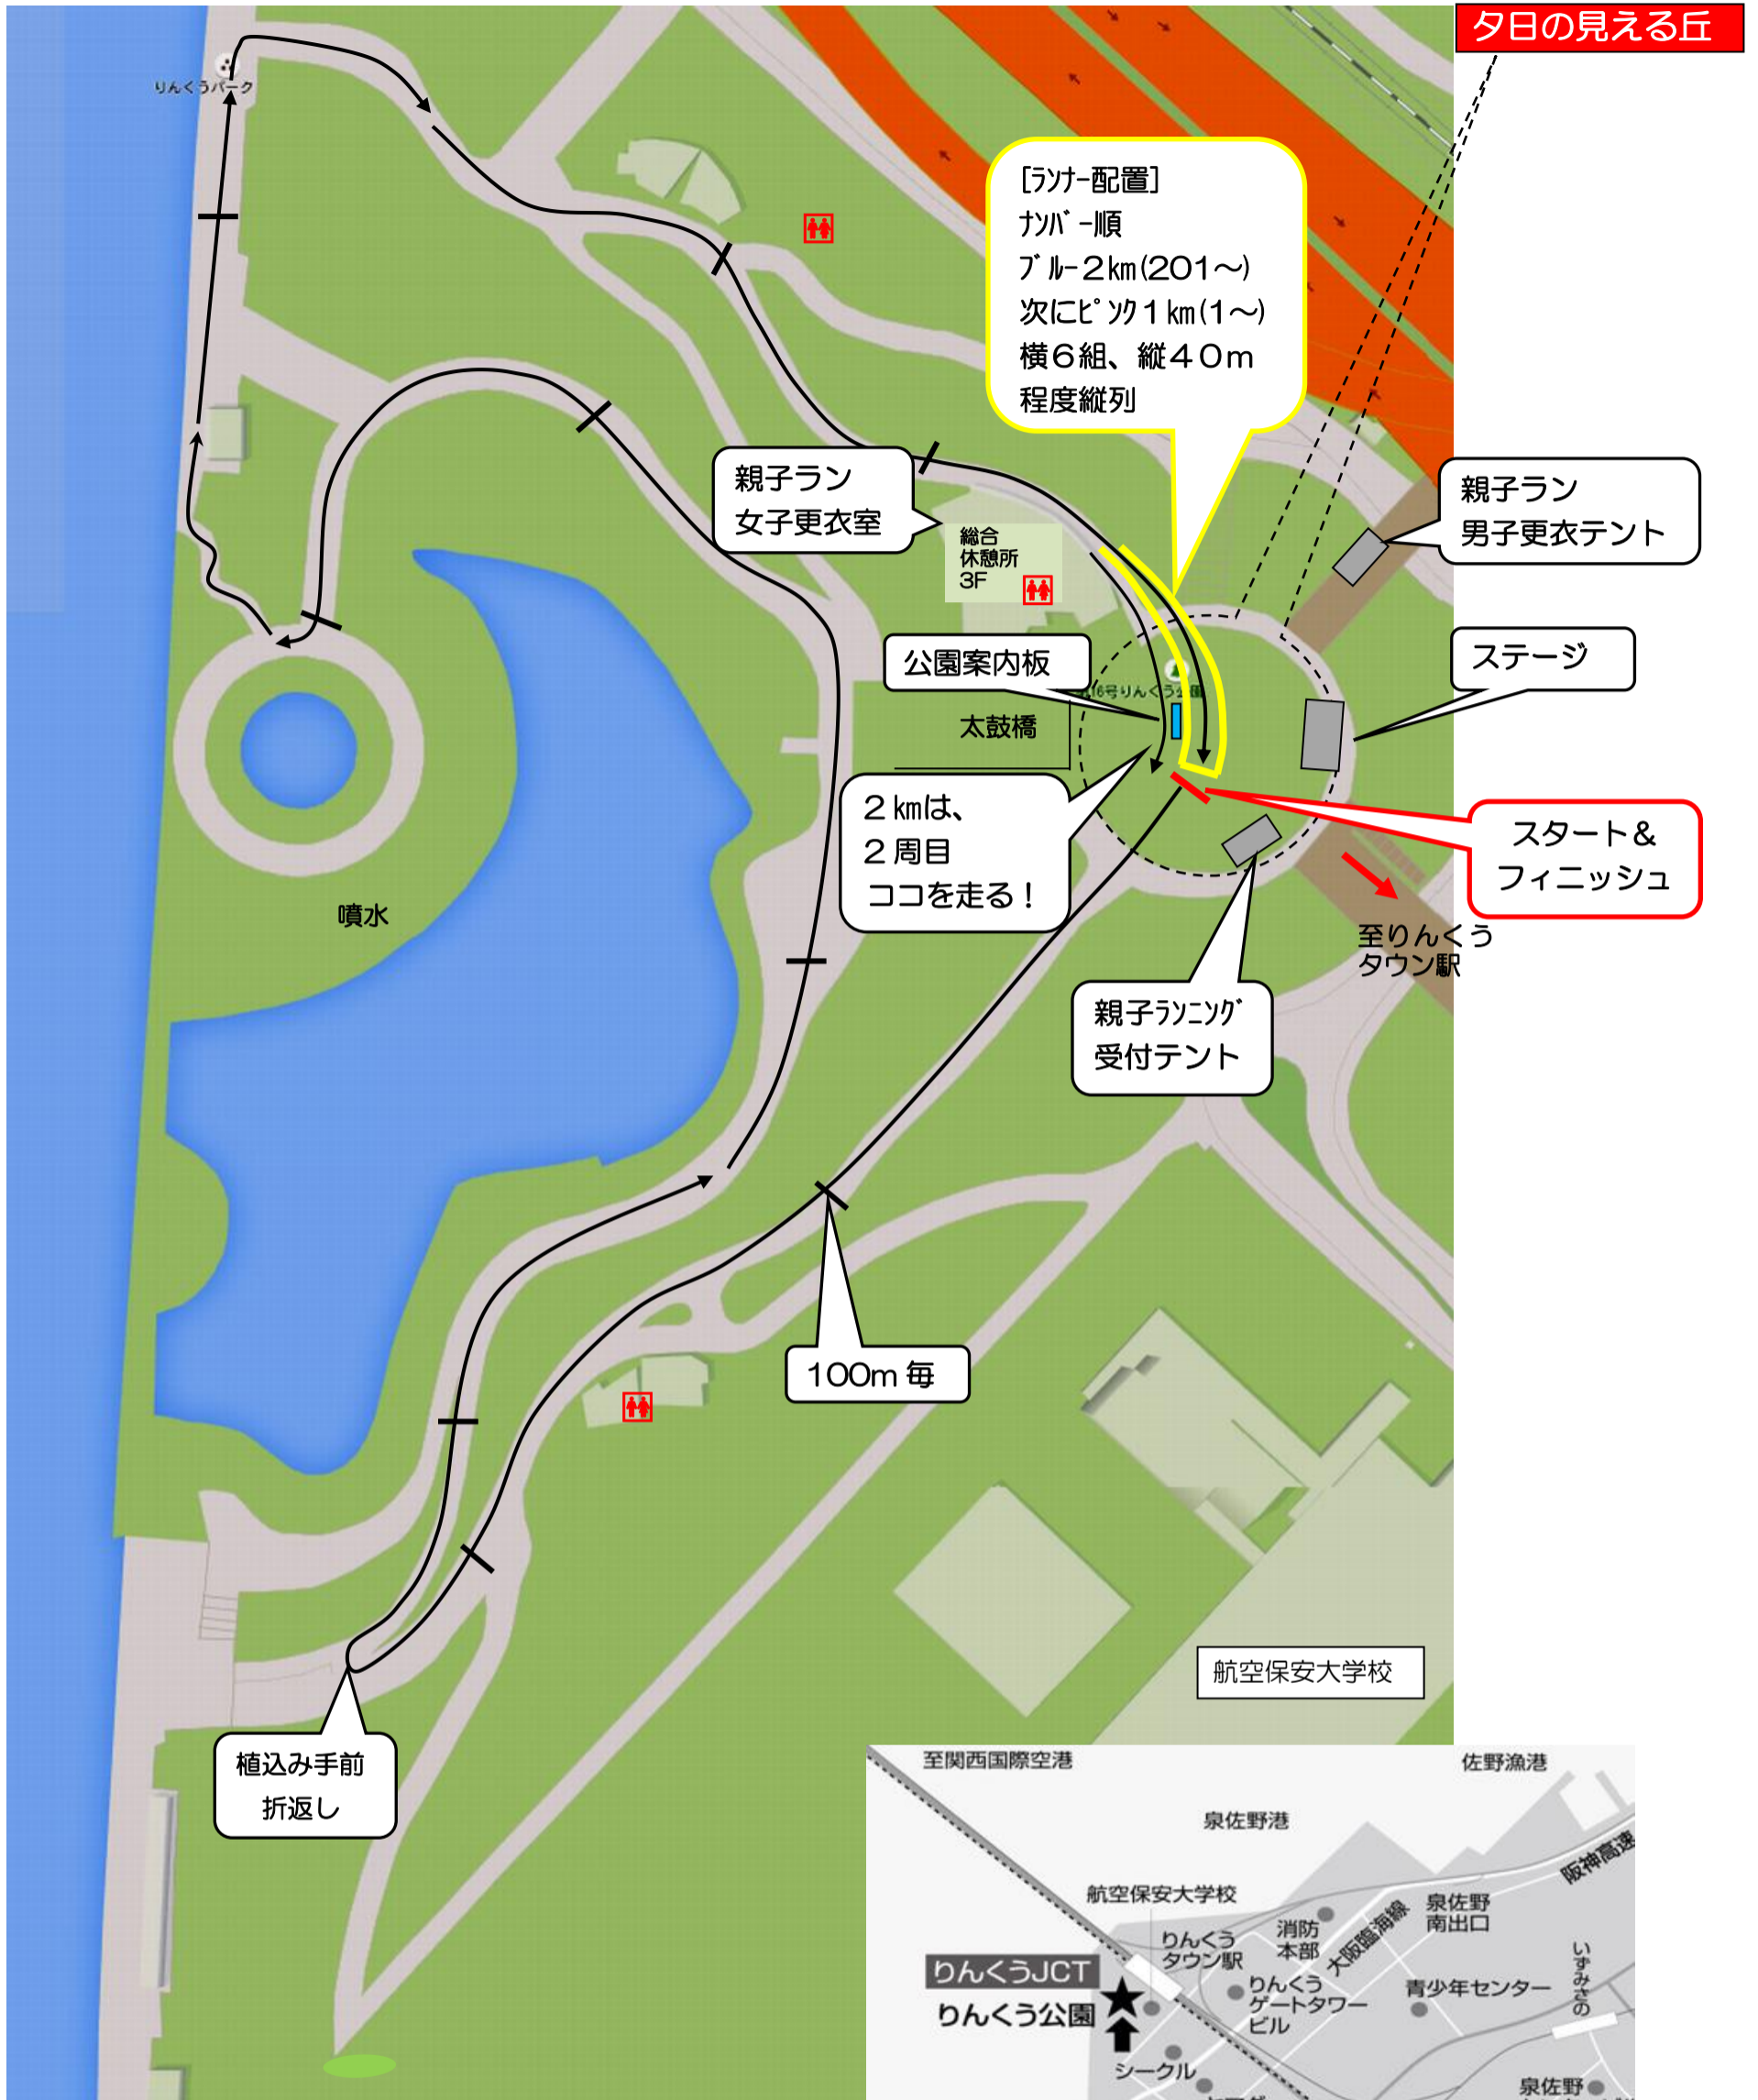 夕日の見える丘
りんくうパーク
[ﾗﾝﾅｰ配置]
ﾅﾝﾊﾞｰ順
ﾌﾞﾙｰ２㎞(201～)
次にﾋﾟﾝｸ１㎞(1～)
横６組、縦４０ｍ
程度縦列
親子ラン
女子更衣室
親子ラン
男子更衣テント
総合
休憩所
3F
公園案内板
ステージ
16号りんくう公園
太鼓橋
２㎞は、
２周目
ココを走る！
スタート＆
フィニッシュ
噴水
至りんくう
タウン駅
親子ﾗﾝﾆﾝｸﾞ
受付テント
100m 毎
航空保安大学校
植込み手前
折返し
至関西国際空港
佐野漁港
泉佐野港
阪神高速
航空保安大学校
泉佐野
南出口
消防
本部
大阪臨海線
りんくう
タウン駅
いずみさの
りんくうJCT
りんくう
ゲートタワー
ビル
青少年センター
りんくう公園
シークル
泉佐野